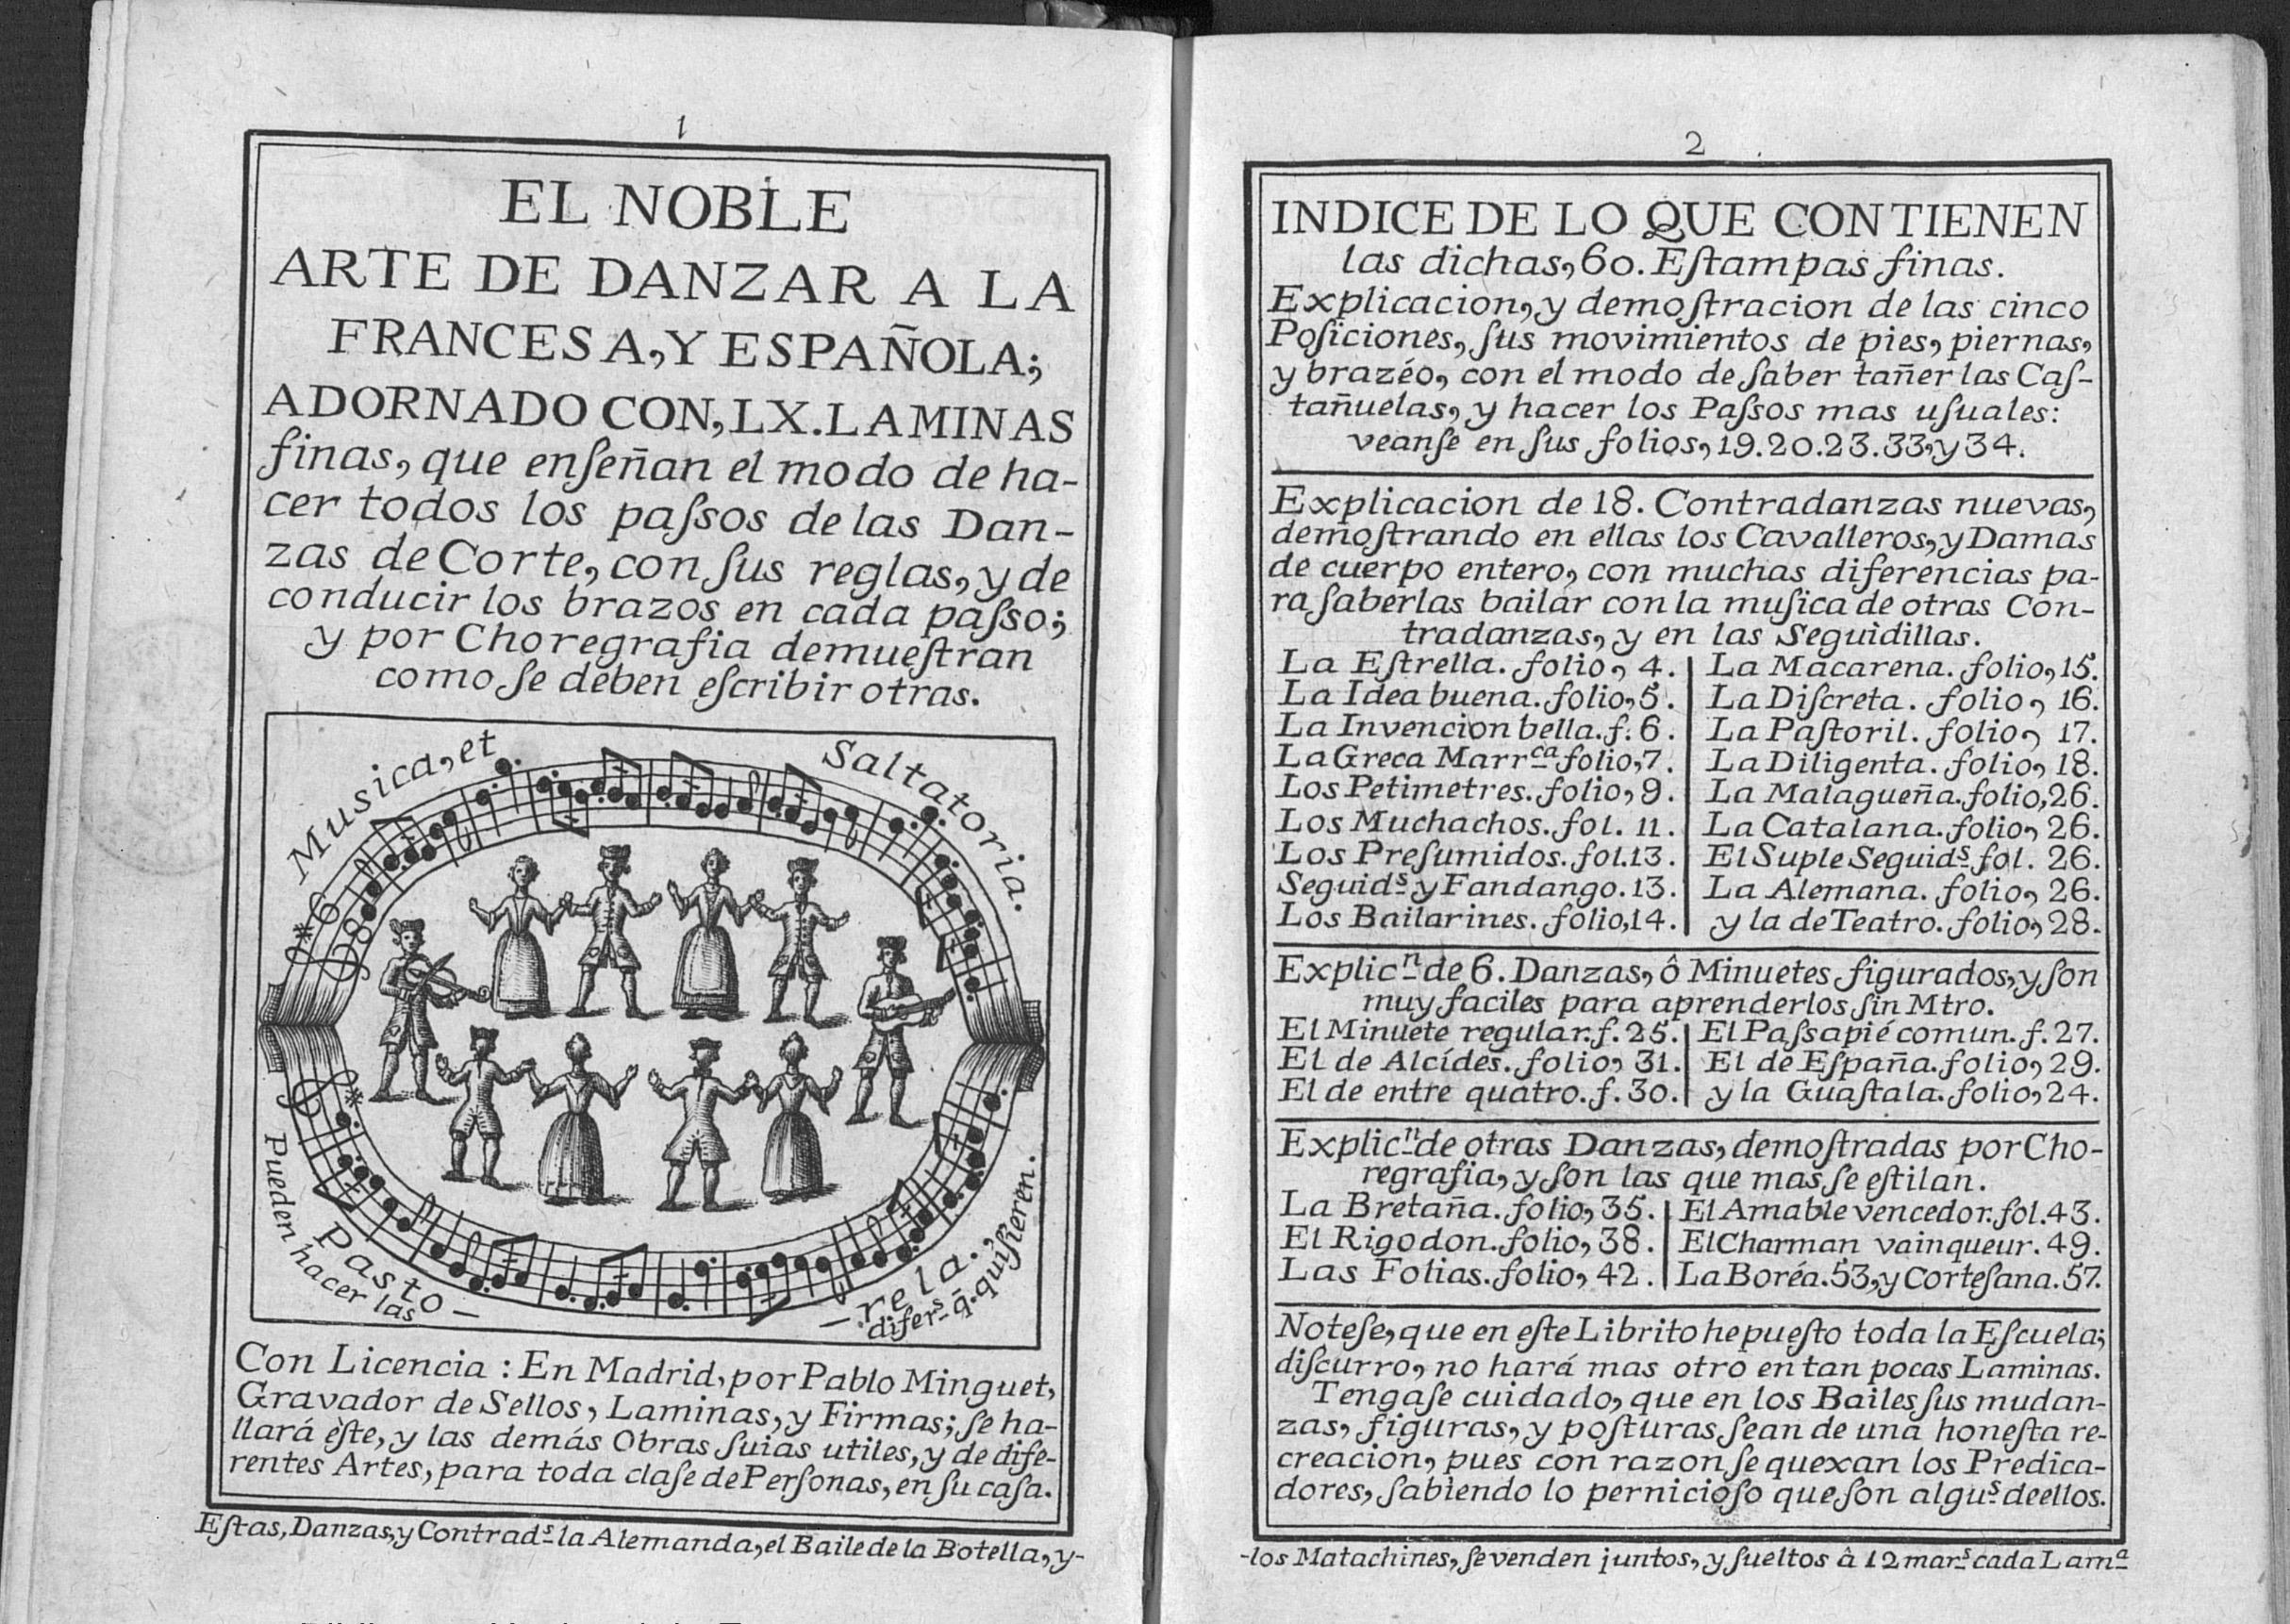 1
EL NOBLE
ARTE DE DANZAR A LA
FRANCESA, Y ESPAÑOLA;
ADORNADO CON, LX. LAMINAS
finas, que enſeñan el modo de ha-
cer todos los paſsos de las Dan-
zas de Corte, con ſus reglas, y de
conducir los brazos en cada paſso;
y por Choregrafia demueſtran
como ſe deben eſcribir otras.
Musica, et Saltatoria.
Pasto-
-rela.
Pueden hacer las
difer.s q̃. quiſieren.
Con Licencia : En Madrid, por Pablo Minguet,
Gravador de Sellos, Laminas, y Firmas; ſe ha-
llará èſte, y las demás Obras ſuias utiles, y de dife-
rentes Artes, para toda claſe de Perſonas, en ſu caſa.
Eſtas, Danzas, y Contrad.s la Alemanda, el Baile de la Botella, y-
2
INDICE DE LO QUE CONTIENEN
las dichas, 60. Eſtampas finas.
Explicacion, y demoſtracion de las cinco
Poſiciones, ſus movimientos de pies, piernas,
y brazéo, con el modo de ſaber tañer las Caſ-
tañuelas, y hacer los Paſsos mas uſuales:
veanſe en ſus folios, 19. 20. 23. 33, y 34.
Explicacion de 18. Contradanzas nuevas,
demoſtrando en ellas los Cavalleros, y Damas
de cuerpo entero, con muchas diferencias pa-
ra ſaberlas bailar con la muſica de otras Con-
tradanzas, y en las Seguidillas.
La Eſtrella. folio, 4.
La Idea buena. folio, 5.
La Invencion bella. f. 6.
La Greca Marr.ca folio, 7.
Los Petimetres. folio, 9.
Los Muchachos. fol. 11.
Los Preſumidos. fol. 13.
Seguid.s y Fandango. 13.
Los Bailarines. folio, 14.
La Macarena. folio, 15.
La Diſcreta. folio, 16.
La Paſtoril. folio, 17.
La Diligenta. folio, 18.
La Malagueña. folio, 26.
La Catalana. folio, 26.
El Suple Seguid.s fol. 26.
La Alemana. folio, 26.
y la de Teatro. folio, 28.
Explic.n de 6. Danzas, ô Minuetes figurados, y ſon
muy faciles para aprenderlos ſin Mtro.
El Minuete regular. f. 25.
El de Alcídes. folio, 31.
El de entre quatro. f. 30.
El Paſsapié comun. f. 27.
El de Eſpaña. folio, 29.
y la Guaſtala. folio, 24.
Explic.n de otras Danzas, demoſtradas por Cho-
regrafia, y ſon las que mas ſe eſtilan.
La Bretaña. folio, 35.
El Rigodon. folio, 38.
Las Folias. folio, 42.
El Amable vencedor. fol. 43.
El Charman vainqueur. 49.
La Boréa. 53, y Corteſana. 57.
Noteſe, que en eſte Librito he pueſto toda la Eſcuela;
diſcurro, no hará mas otro en tan pocas Laminas.
Tengaſe cuidado, que en los Bailes ſus mudan-
zas, figuras, y poſturas ſean de una honeſta re-
creacion, pues con razon ſe quexan los Predica-
dores, ſabiendo lo pernicioſo que ſon algu.s de ellos.
-los Matachines, ſe venden juntos, y ſueltos â 12 mar.s cada Lam.a